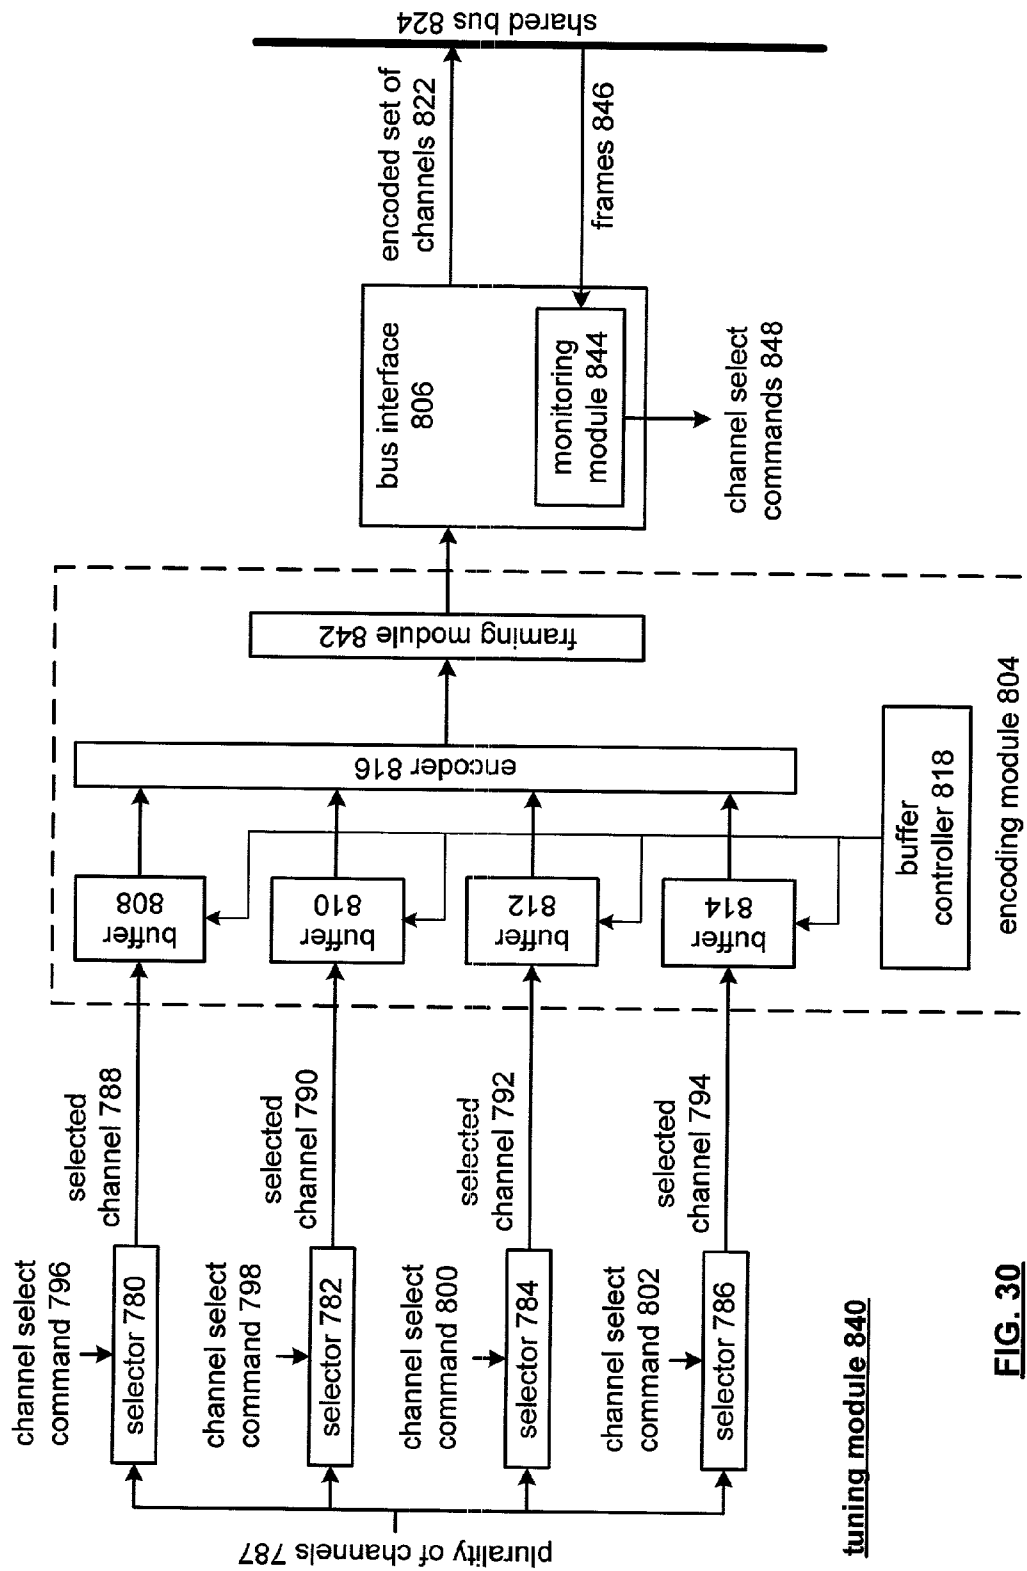 plurality of channels 787
channel select
command 796
selector 780
selected
channel 788
buffer
808
channel select
command 798
selector 782
selected
channel 790
buffer
810
channel select
command 800
selector 784
selected
channel 792
buffer
812
channel select
command 802
selector 786
selected
channel 794
buffer
814
encoder 816
framing module 842
buffer
controller 818
encoding module 804
bus interface
806
monitoring
module 844
channel select
commands 848
encoded set of
channels 822
frames 846
shared bus 824
tuning module 840
FIG. 30